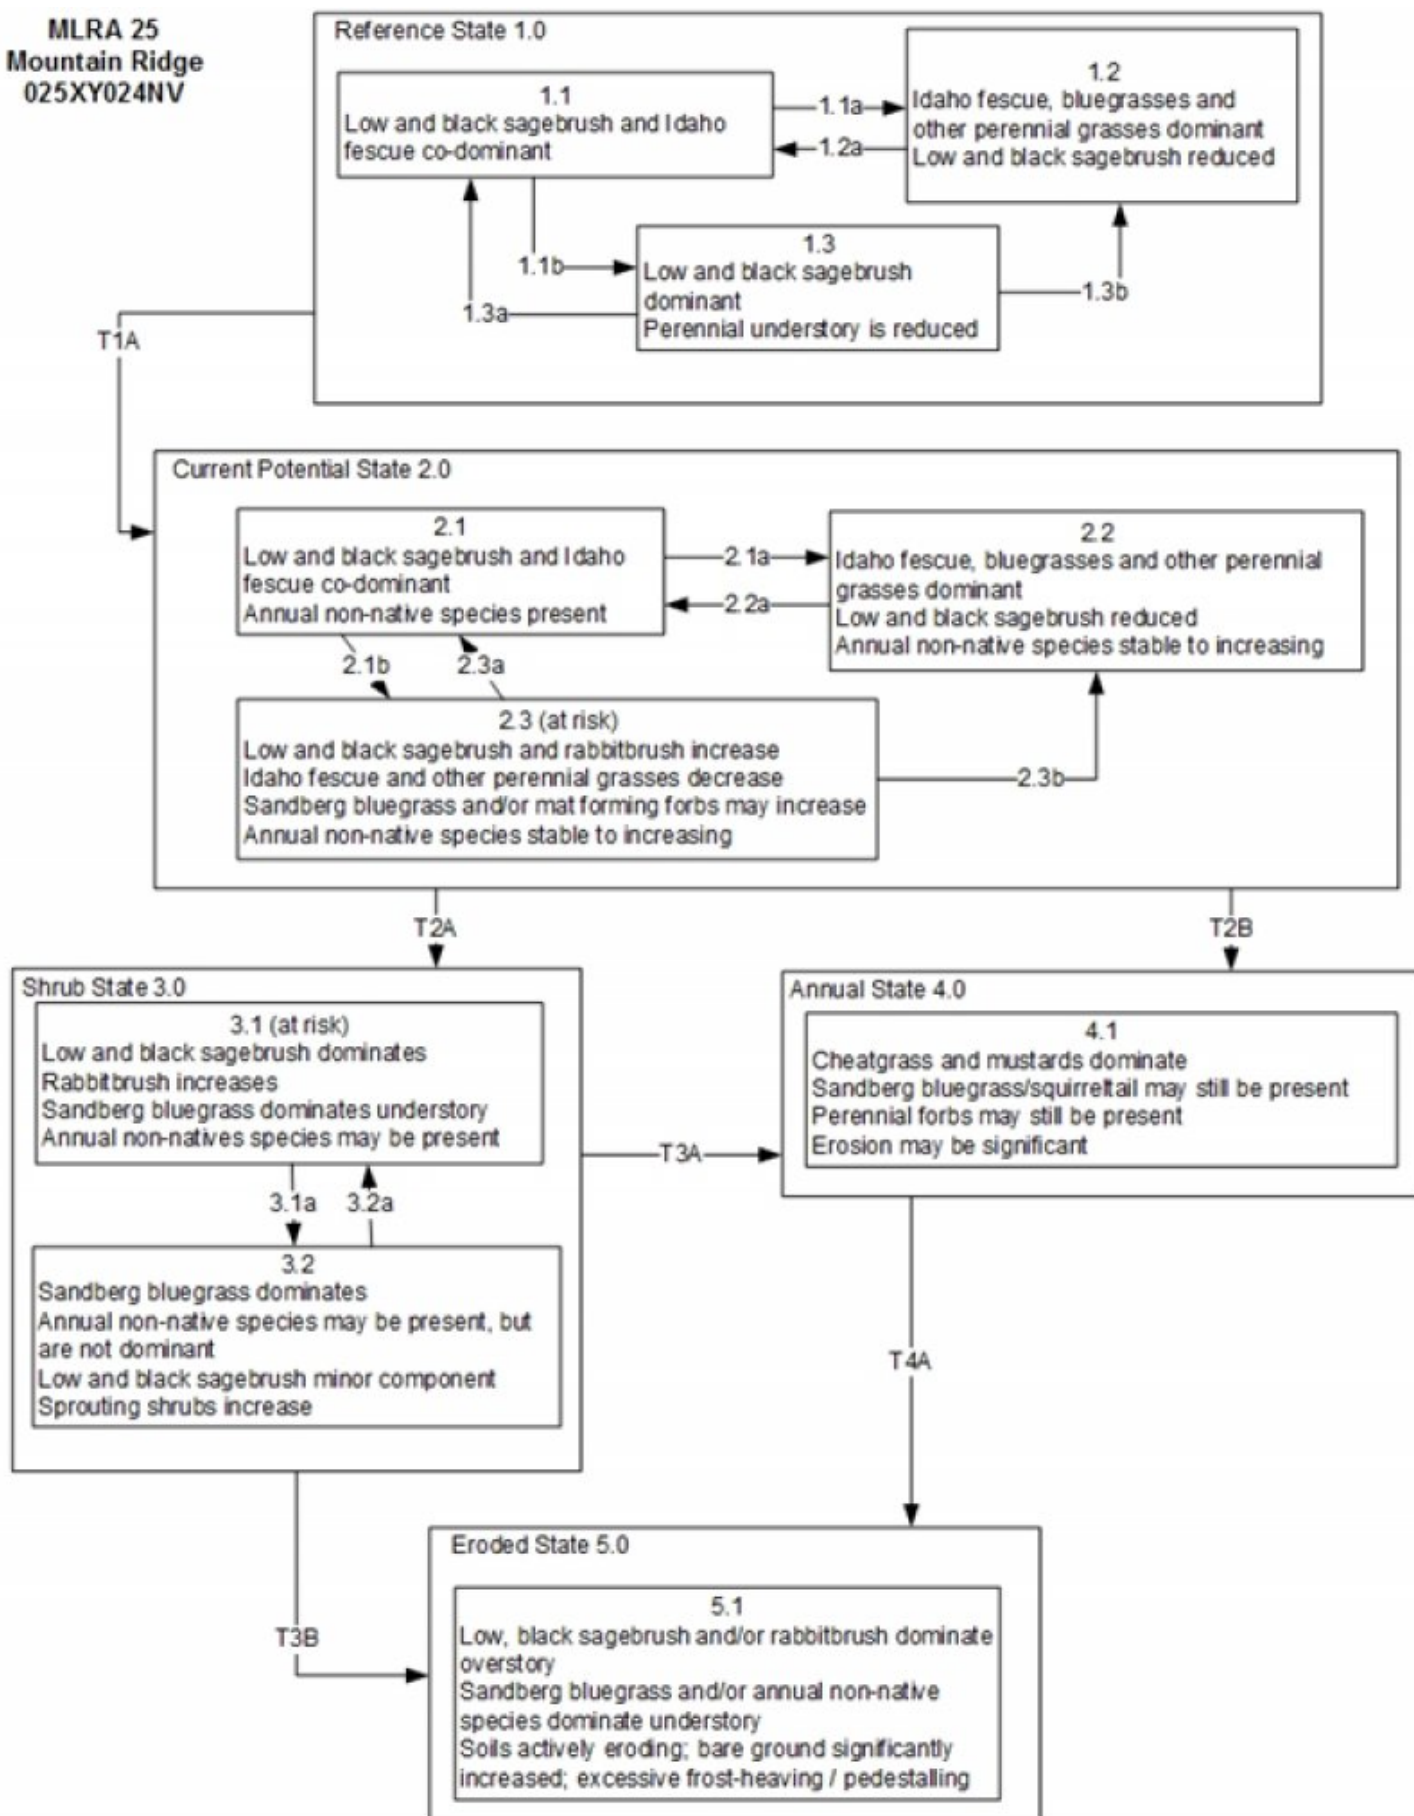 MLRA 25
Mountain Ridge
025XY024NV
Reference State 1.0
1.1
Low and black sagebrush and Idaho
fescue co-dominant
1.1a
1.2a
1.2
Idaho fescue, bluegrasses and
other perennial grasses dominant
Low and black sagebrush reduced
1.1b
1.3a
1.3
Low and black sagebrush
dominant
Perennial understory is reduced
1.3b
T1A
Current Potential State 2.0
2.1
Low and black sagebrush and Idaho
fescue co-dominant
Annual non-native species present
2.1a
2.2a
2.2
Idaho fescue, bluegrasses and other perennial
grasses dominant
Low and black sagebrush reduced
Annual non-native species stable to increasing
2.1b
2.3a
2.3 (at risk)
Low and black sagebrush and rabbitbrush increase
Idaho fescue and other perennial grasses decrease
Sandberg bluegrass and/or mat forming forbs may increase
Annual non-native species stable to increasing
2.3b
T2A
T2B
Shrub State 3.0
3.1 (at risk)
Low and black sagebrush dominates
Rabbitbrush increases
Sandberg bluegrass dominates understory
Annual non-natives species may be present
3.1a
3.2a
3.2
Sandberg bluegrass dominates
Annual non-native species may be present, but
are not dominant
Low and black sagebrush minor component
Sprouting shrubs increase
T3A
Annual State 4.0
4.1
Cheatgrass and mustards dominate
Sandberg bluegrass/squirreltail may still be present
Perennial forbs may still be present
Erosion may be significant
T4A
T3B
Eroded State 5.0
5.1
Low, black sagebrush and/or rabbitbrush dominate
overstory
Sandberg bluegrass and/or annual non-native
species dominate understory
Soils actively eroding; bare ground significantly
increased; excessive frost-heaving / pedestalling